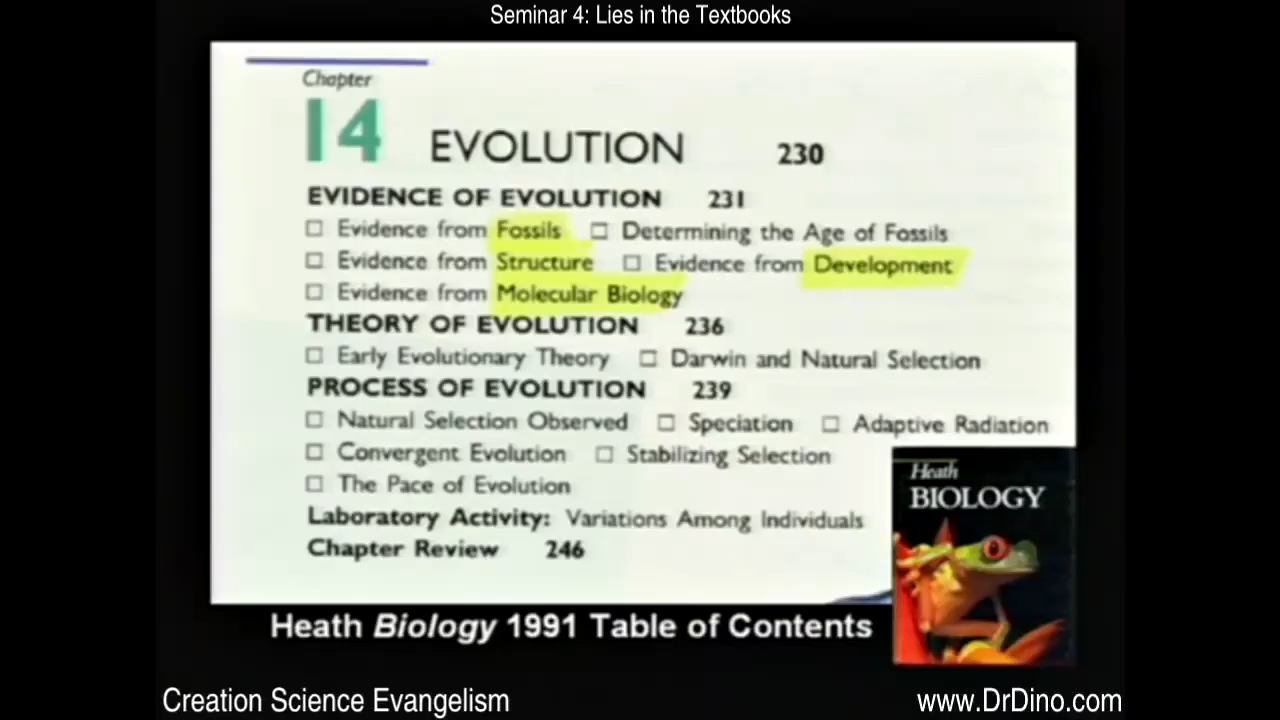 Seminar 4: Lies in the Textbooks
Chapter
14 EVOLUTION 230
EVIDENCE OF EVOLUTION 231
□ Evidence from Fossils □ Determining the Age of Fossils
□ Evidence from Structure □ Evidence from Development
□ Evidence from Molecular Biology
THEORY OF EVOLUTION 236
□ Early Evolutionary Theory □ Darwin and Natural Selection
PROCESS OF EVOLUTION 239
□ Natural Selection Observed □ Speciation □ Adaptive Radiation
□ Convergent Evolution □ Stabilizing Selection
□ The Pace of Evolution
Laboratory Activity: Variations Among Individuals
Chapter Review 246
Heath
BIOLOGY
Heath Biology 1991 Table of Contents
Creation Science Evangelism
www.DrDino.com